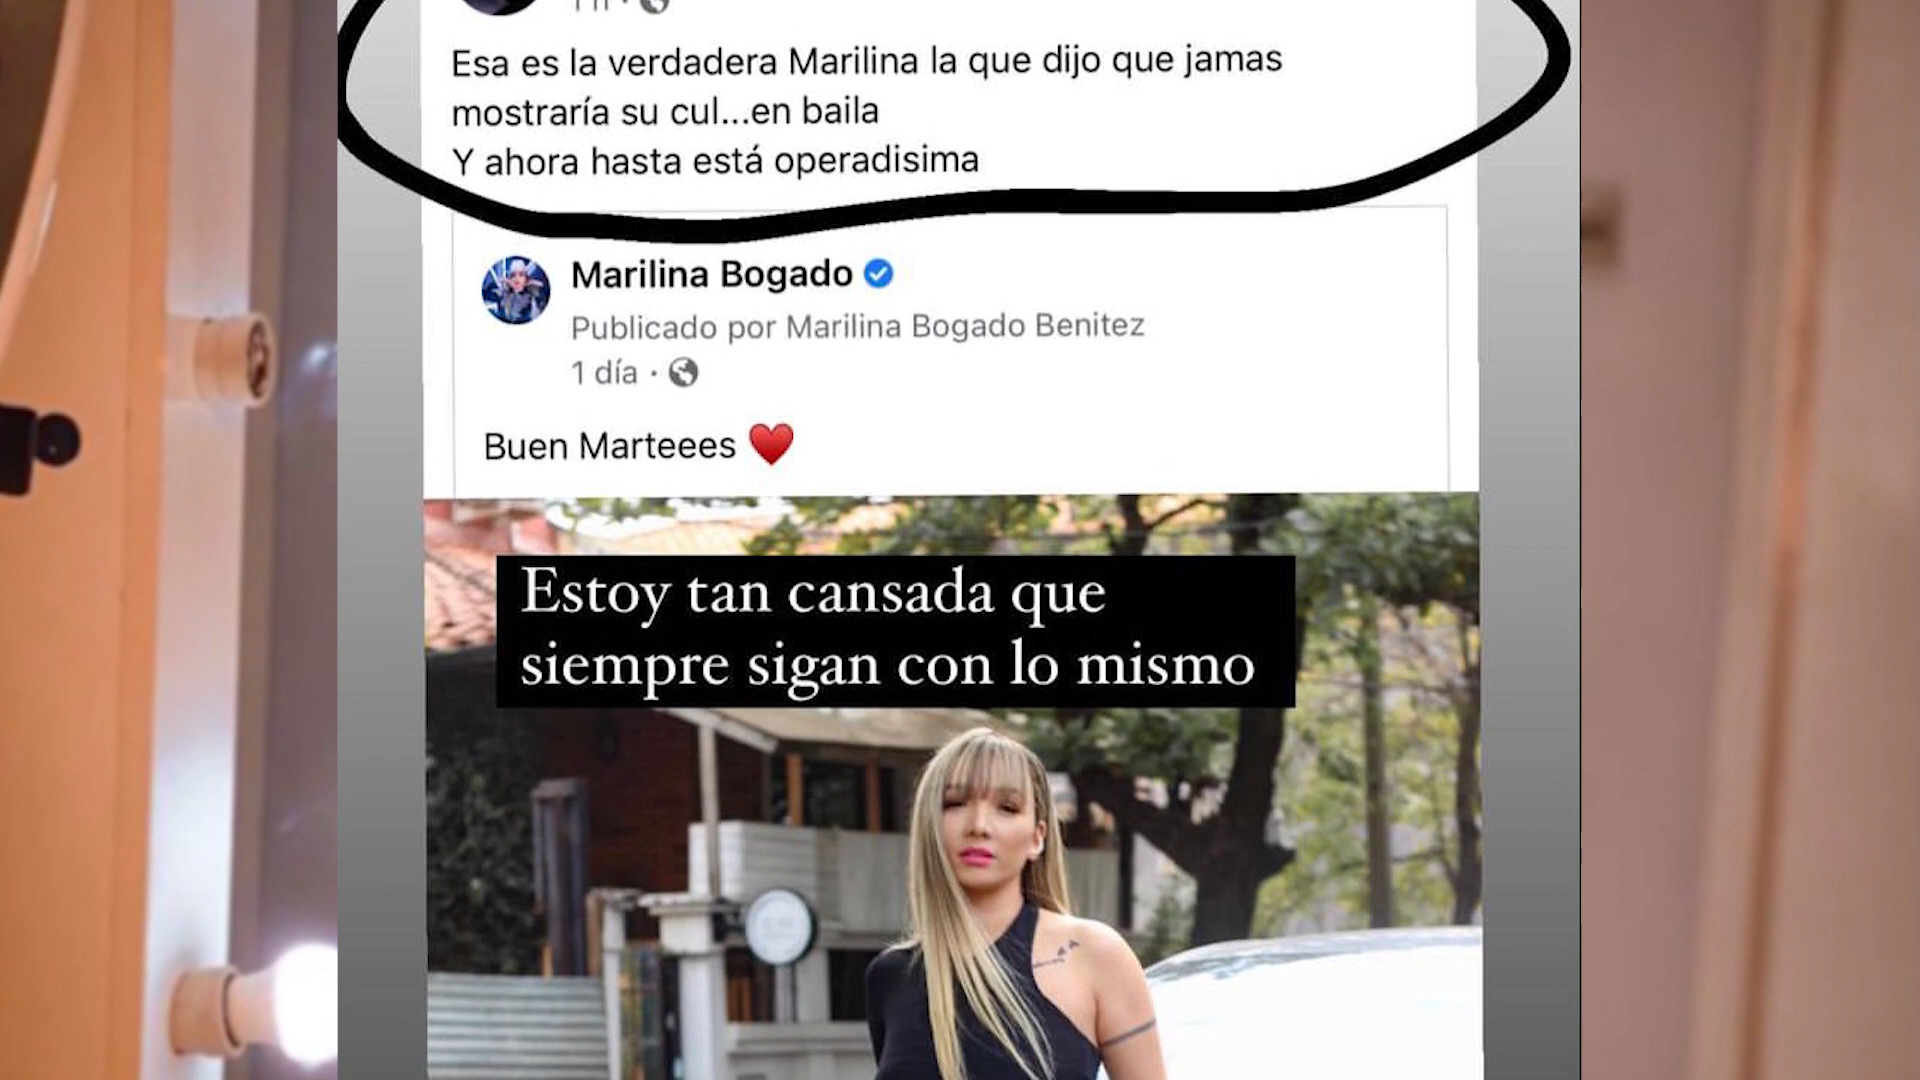 Esa es la verdadera Marilina la que dijo que jamas
mostraría su cul...en baila
Y ahora hasta está operadisima
Marilina Bogado
Publicado por Marilina Bogado Benitez
1 día ·
Buen Marteees ❤️
Estoy tan cansada que
siempre sigan con lo mismo